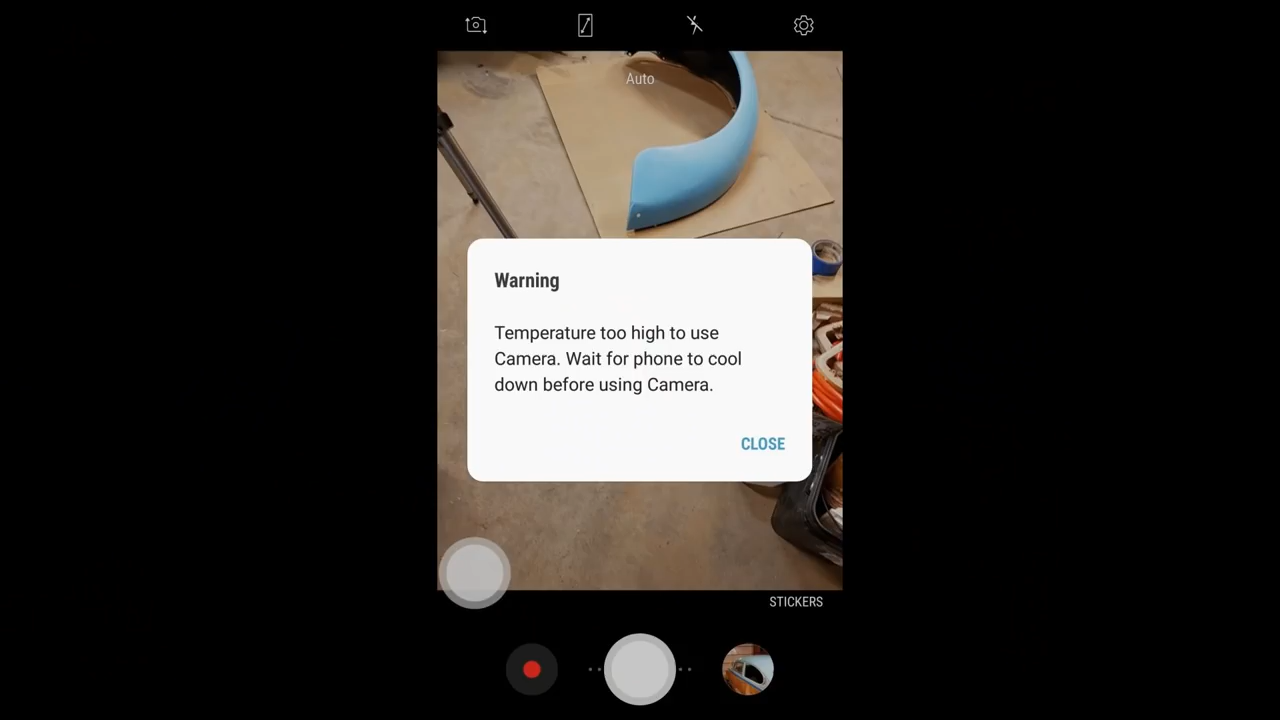 Auto
Warning
Temperature too high to use
Camera. Wait for phone to cool
down before using Camera.
CLOSE
STICKERS